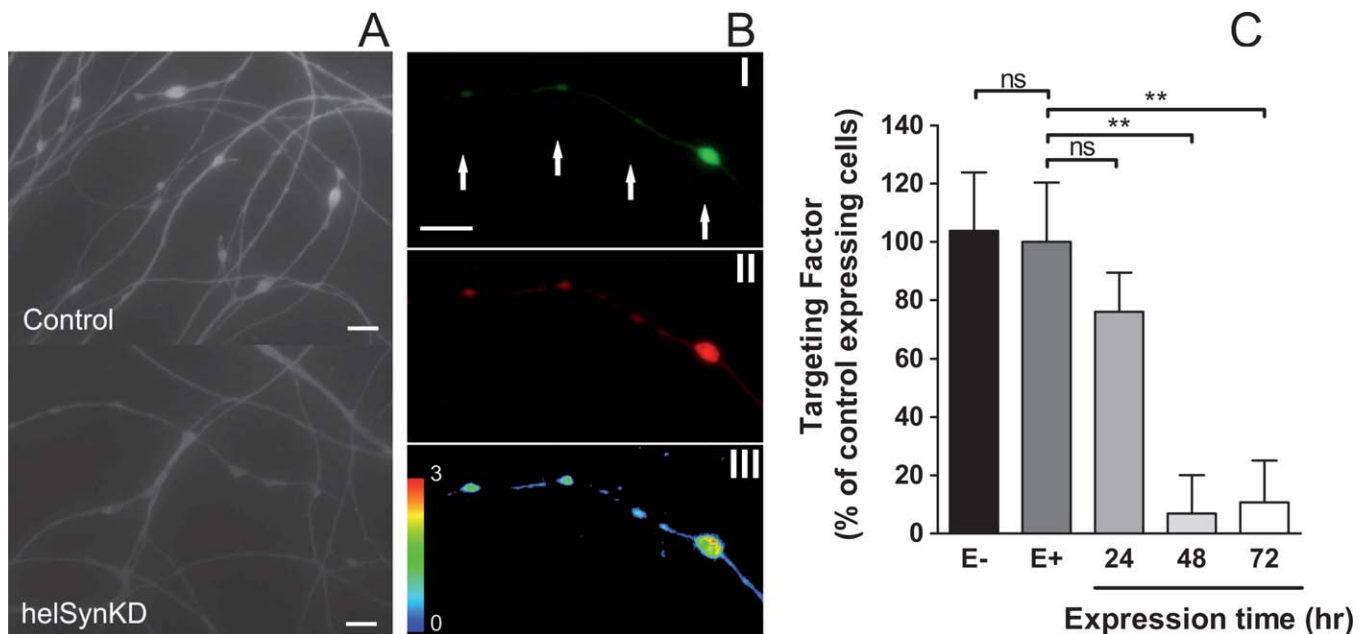 A
B
C
Control
helSynKD
I
II
III
3
0
ns
**
**
ns
Targeting Factor
(% of control expressing cells)
140
120
100
80
60
40
20
0
E- E+ 24 48 72
Expression time (hr)